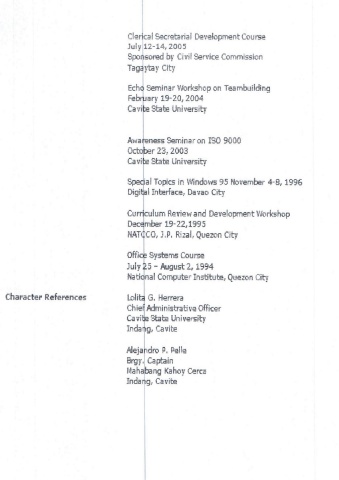 Clerical Secretarial Development Course
July 12-14, 2005
Sponsored by Civil Service Commission
Tagaytay City
Echo Seminar Workshop on Teambuilding
February 19-20, 2004
Cavite State University
Awareness Seminar on ISO 9000
October 23, 2003
Cavite State University
Special Topics in Windows 95 November 4-8, 1996
Digital Interface, Davao City
Curriculum Review and Development Workshop
December 19-22,1993
NATCCO, J.P. Rizal, Quezon City
Office Systems Course
July 25 – August 2, 1994
National Computer Institute, Quezon City
Character References
Lolita G. Herrera
Chief Administrative Officer
Cavite State University
Indang, Cavite
Alejandro P. Pelle
Brgy. Captain
Mahabang Kahoy Cerca
Indang, Cavite